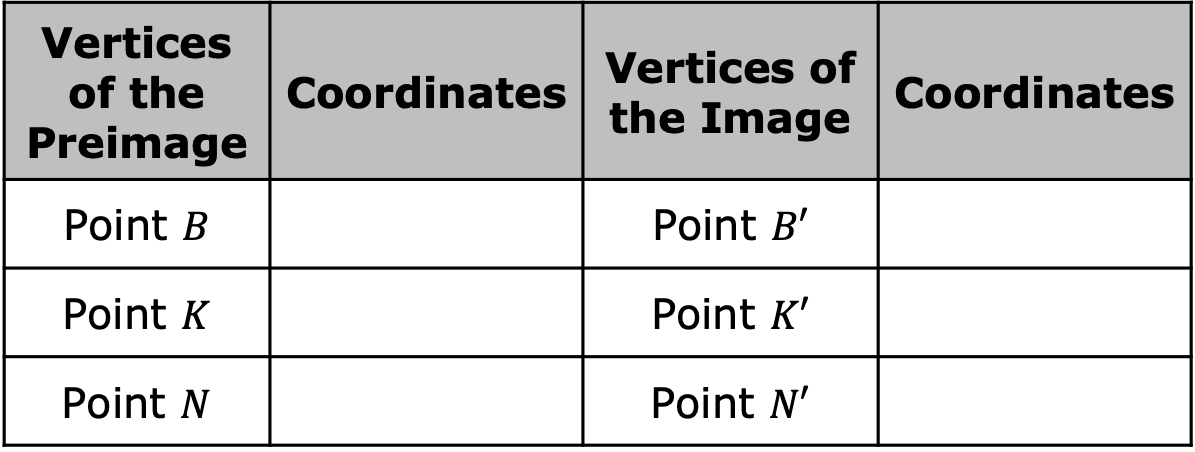 Vertices of the Preimage
Coordinates
Vertices of the Image
Coordinates
Point B
Point B′
Point K
Point K′
Point N
Point N′